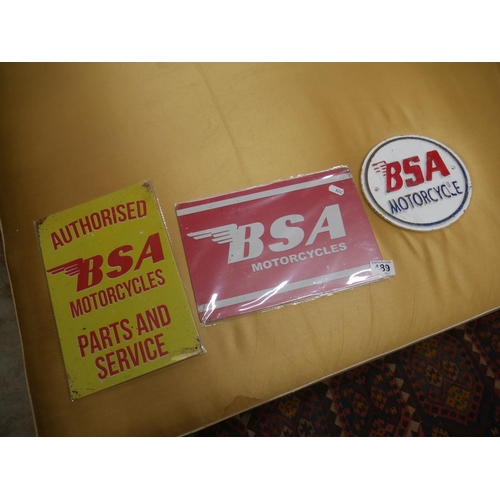 AUTHORISED
BSA
MOTORCYCLES
PARTS AND
SERVICE
BSA
MOTORCYCLES
BSA
MOTORCYCLE